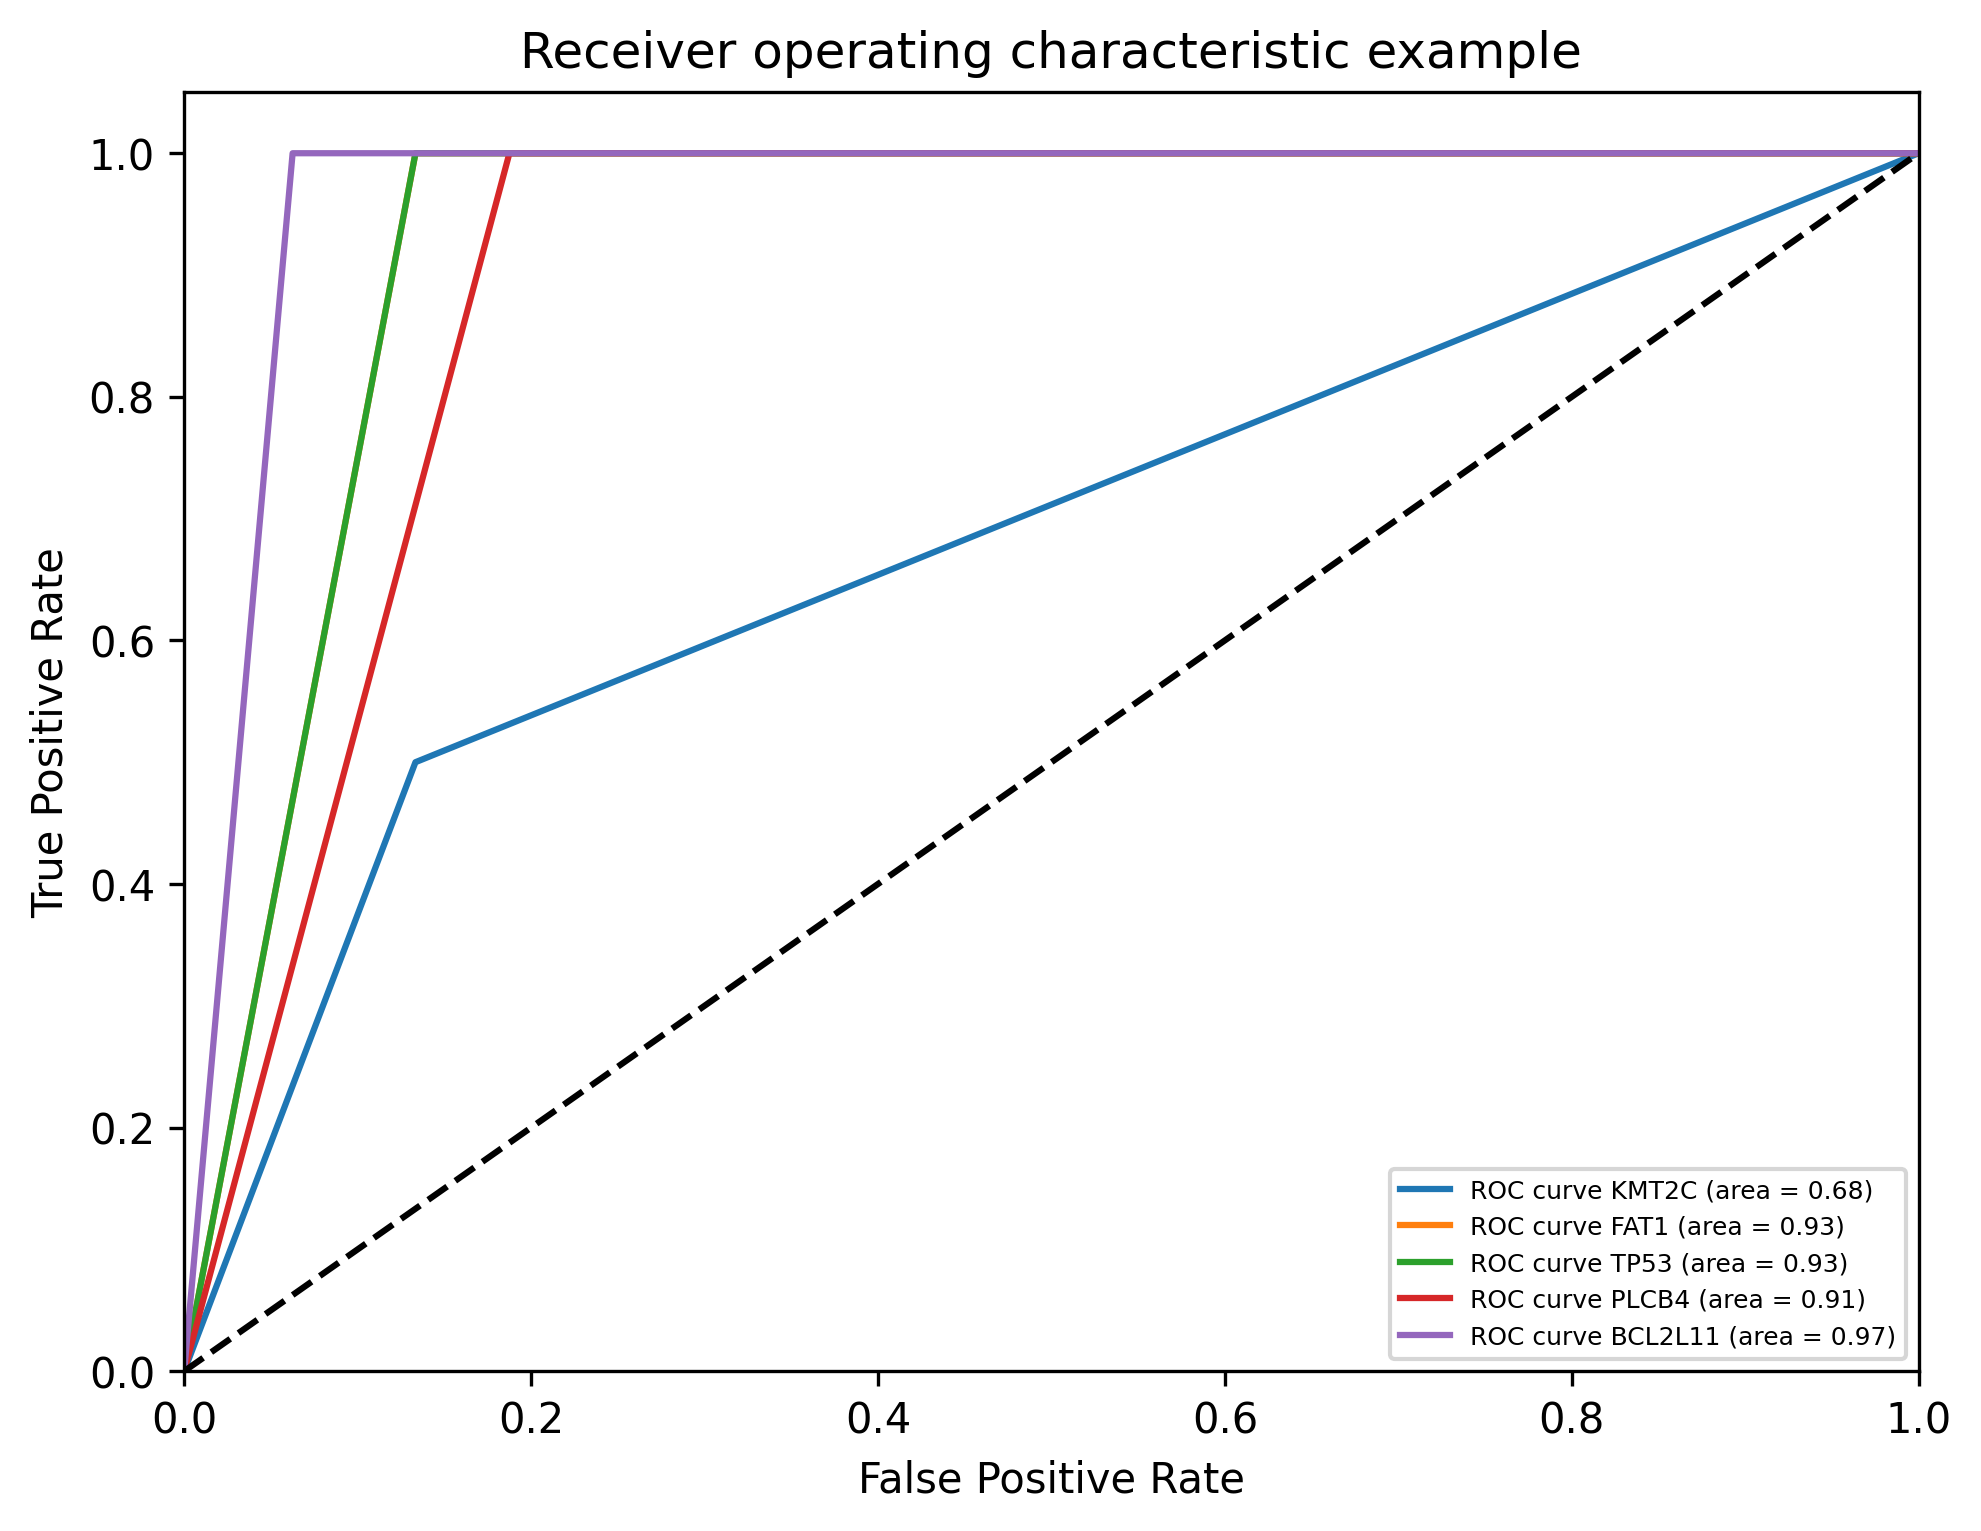 Receiver operating characteristic example
True Positive Rate
1.0
0.8
0.6
0.4
0.2
0.0
0.0 0.2 0.4 0.6 0.8 1.0
False Positive Rate
ROC curve KMT2C (area = 0.68)
ROC curve FAT1 (area = 0.93)
ROC curve TP53 (area = 0.93)
ROC curve PLCB4 (area = 0.91)
ROC curve BCL2L11 (area = 0.97)